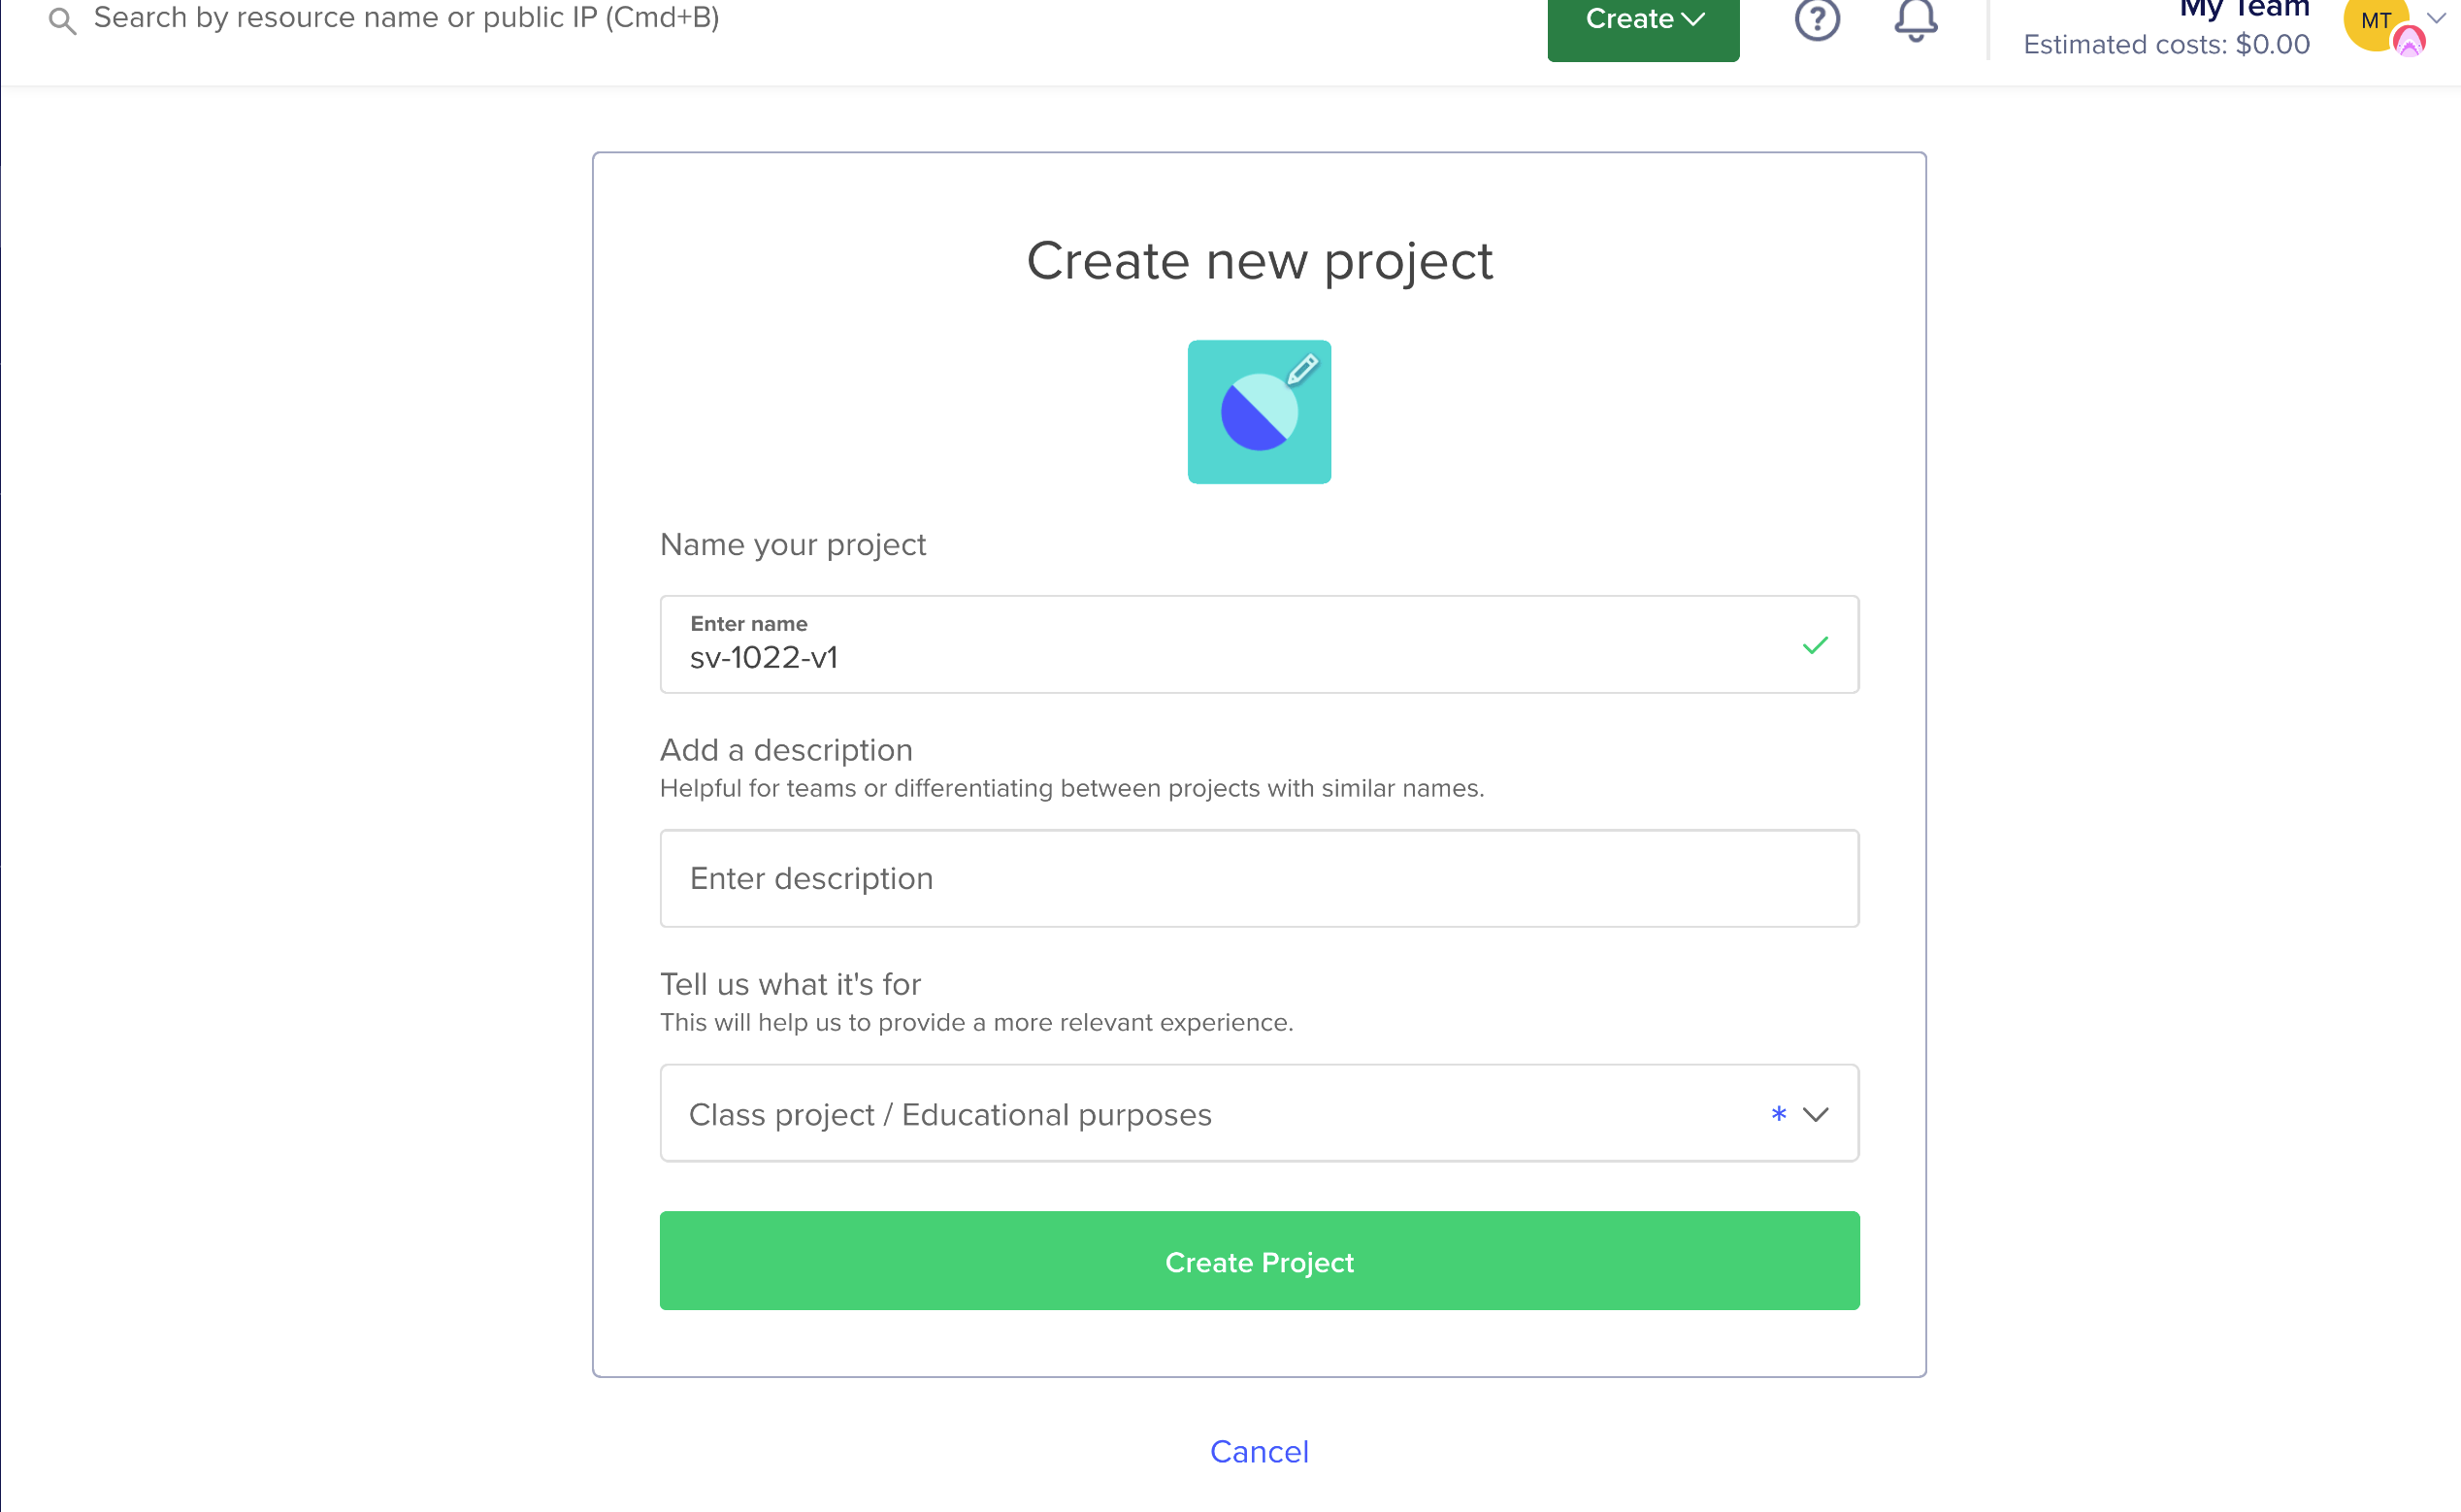 Search by resource name or public IP (Cmd+B)
Create
?
My Team
Estimated costs: $0.00
MT
Create new project
Name your project
Enter name
sv-1022-v1
Add a description
Helpful for teams or differentiating between projects with similar names.
Enter description
Tell us what it's for
This will help us to provide a more relevant experience.
Class project / Educational purposes *
Create Project
Cancel